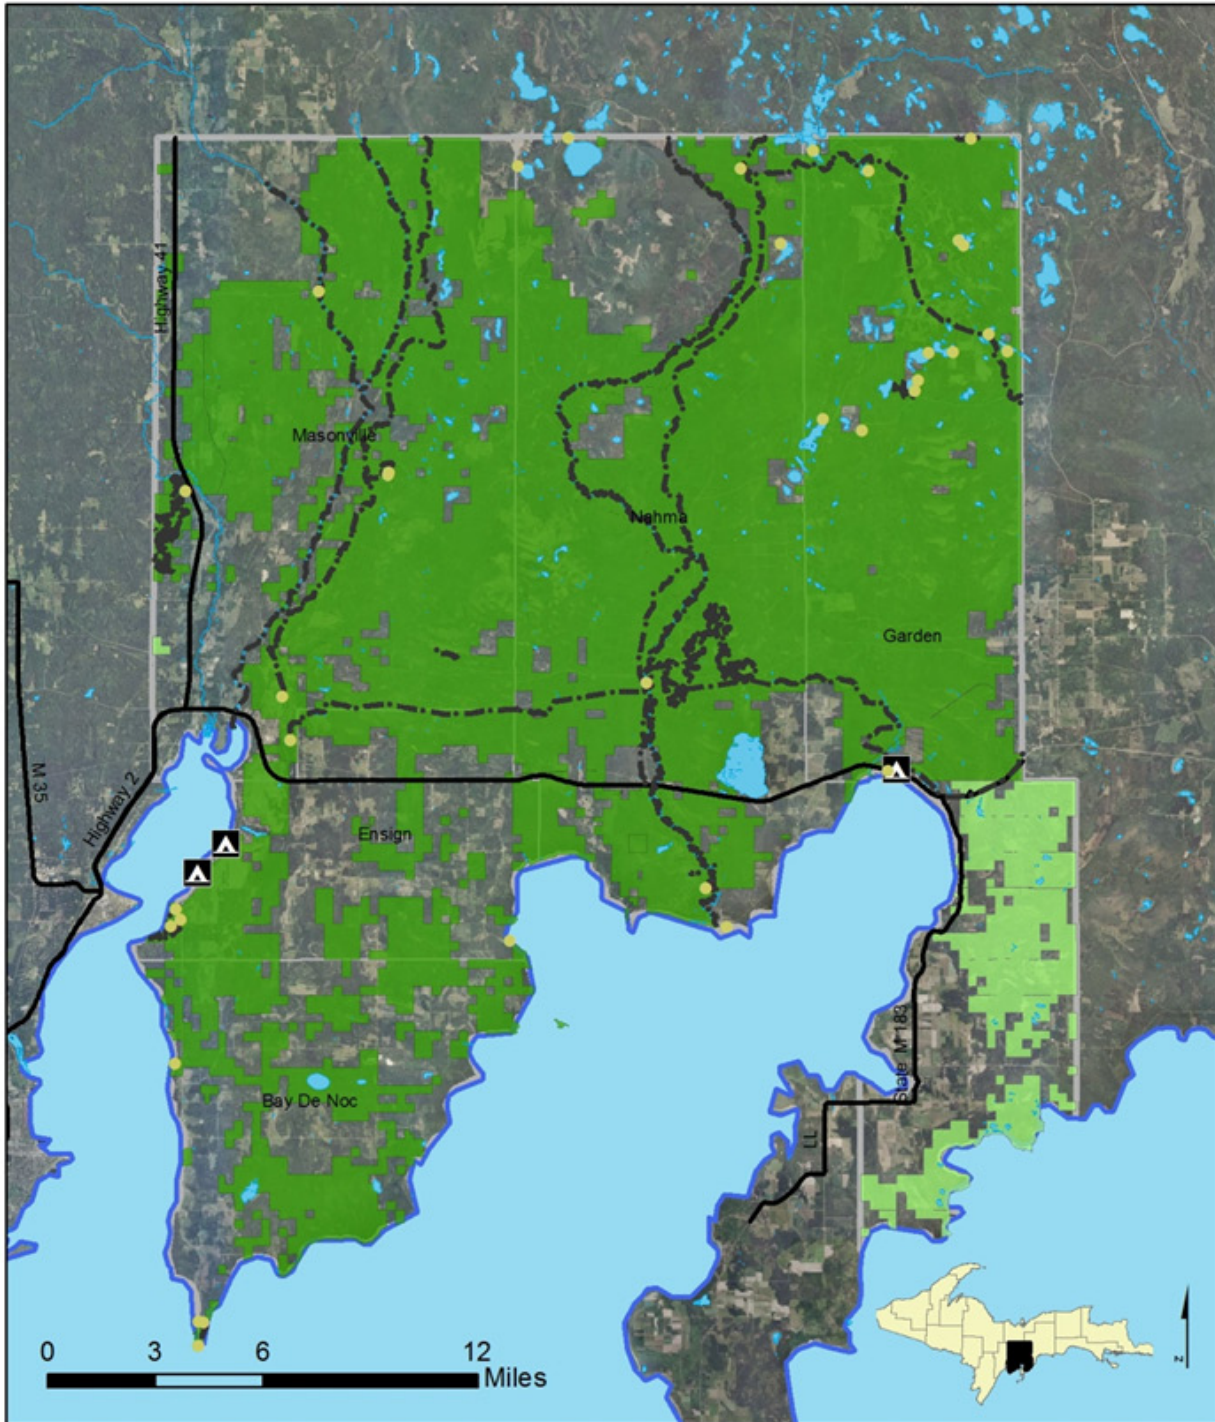 Highway 41
Masonville
Nahma
Garden
M 35
Highway 2
Ensign
State M 183
Bay De Noc
LL
0 3 6 12
Miles
N